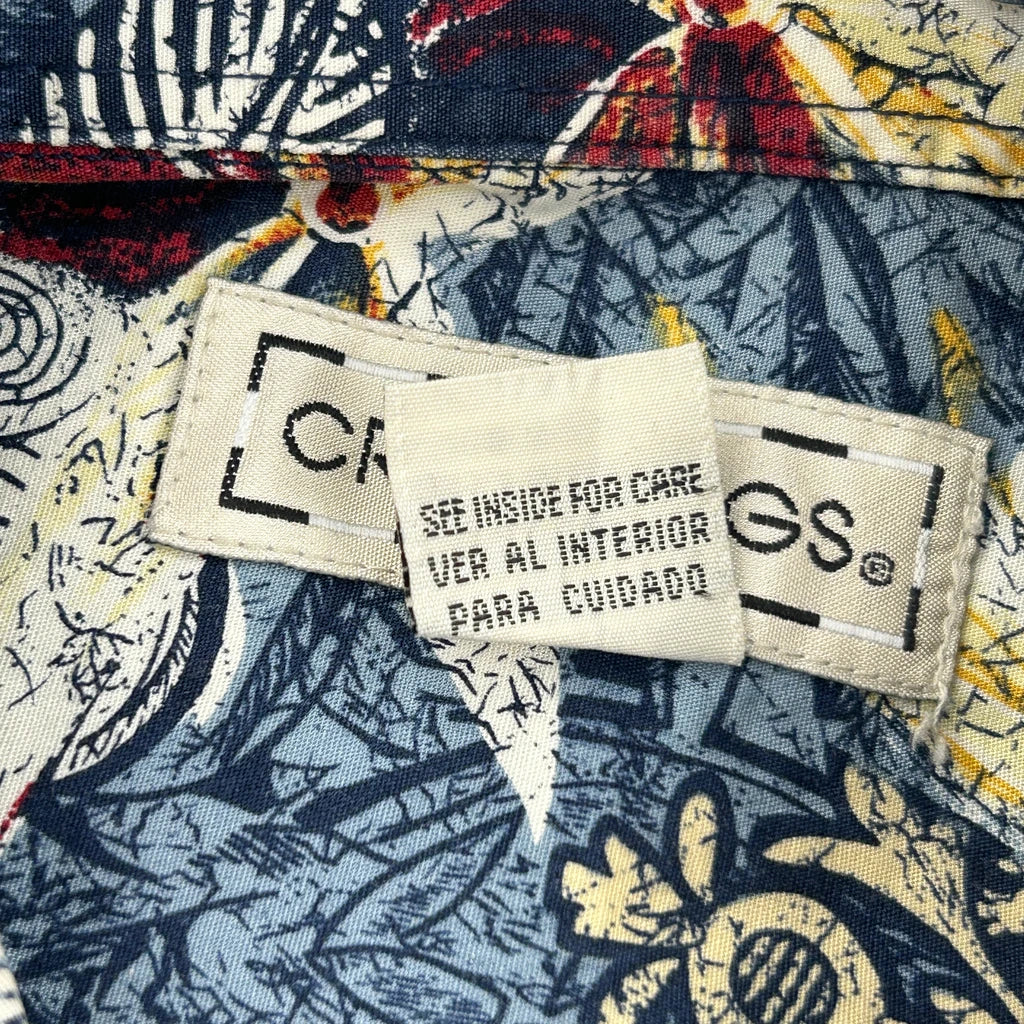 CR GS®
SEE INSIDE FOR CARE
VER AL INTERIOR
PARA CUIDADO